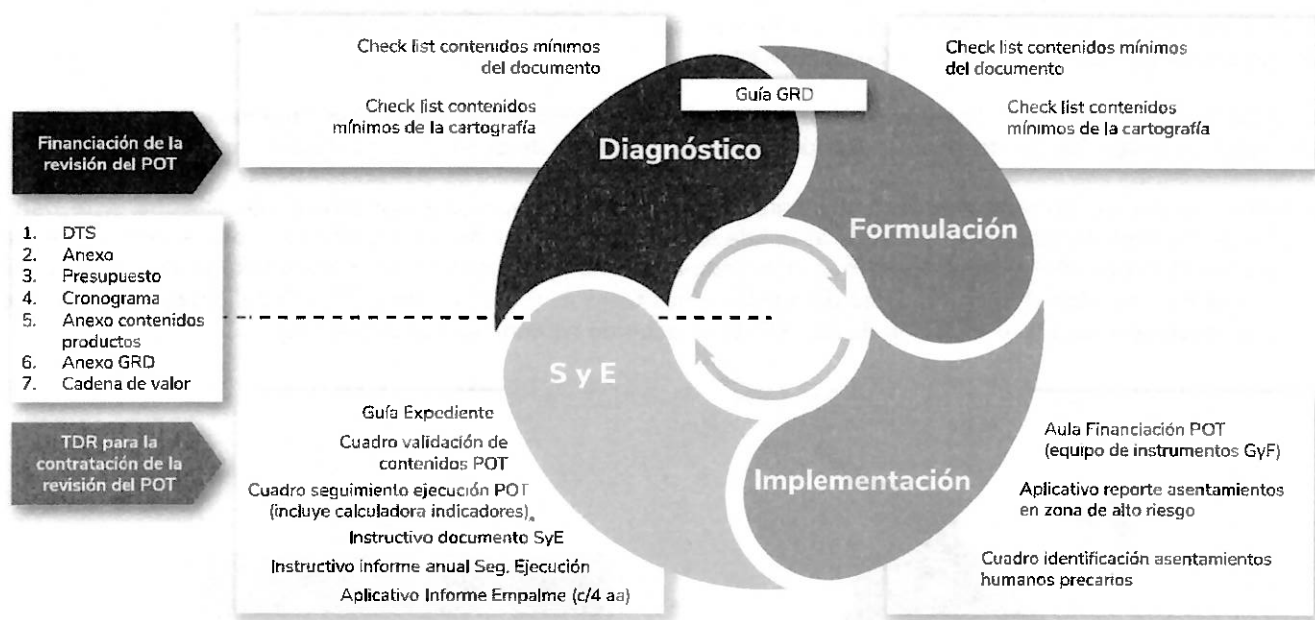 Check list contenidos mínimos
del documento
Check list contenidos
mínimos de la cartografía
Guía GRD
Check list contenidos mínimos
del documento
Check list contenidos
mínimos de la cartografía
Financiación de la
revisión del POT
Diagnóstico
Formulación
1. DTS
2. Anexo
3. Presupuesto
4. Cronograma
5. Anexo contenidos
productos
6. Anexo GRD
7. Cadena de valor
S y E
Implementación
TDR para la
contratación de la
revisión del POT
Guía Expediente
Cuadro validación de
contenidos POT
Cuadro seguimiento ejecución POT
(incluye calculadora indicadores)
Instructivo documento SyE
Instructivo informe anual Seg. Ejecución
Aplicativo Informe Empalme (c/4 aa)
Aula Financiación POT
(equipo de instrumentos GyF)
Aplicativo reporte asentamientos
en zona de alto riesgo
Cuadro identificación asentamientos
humanos precarios